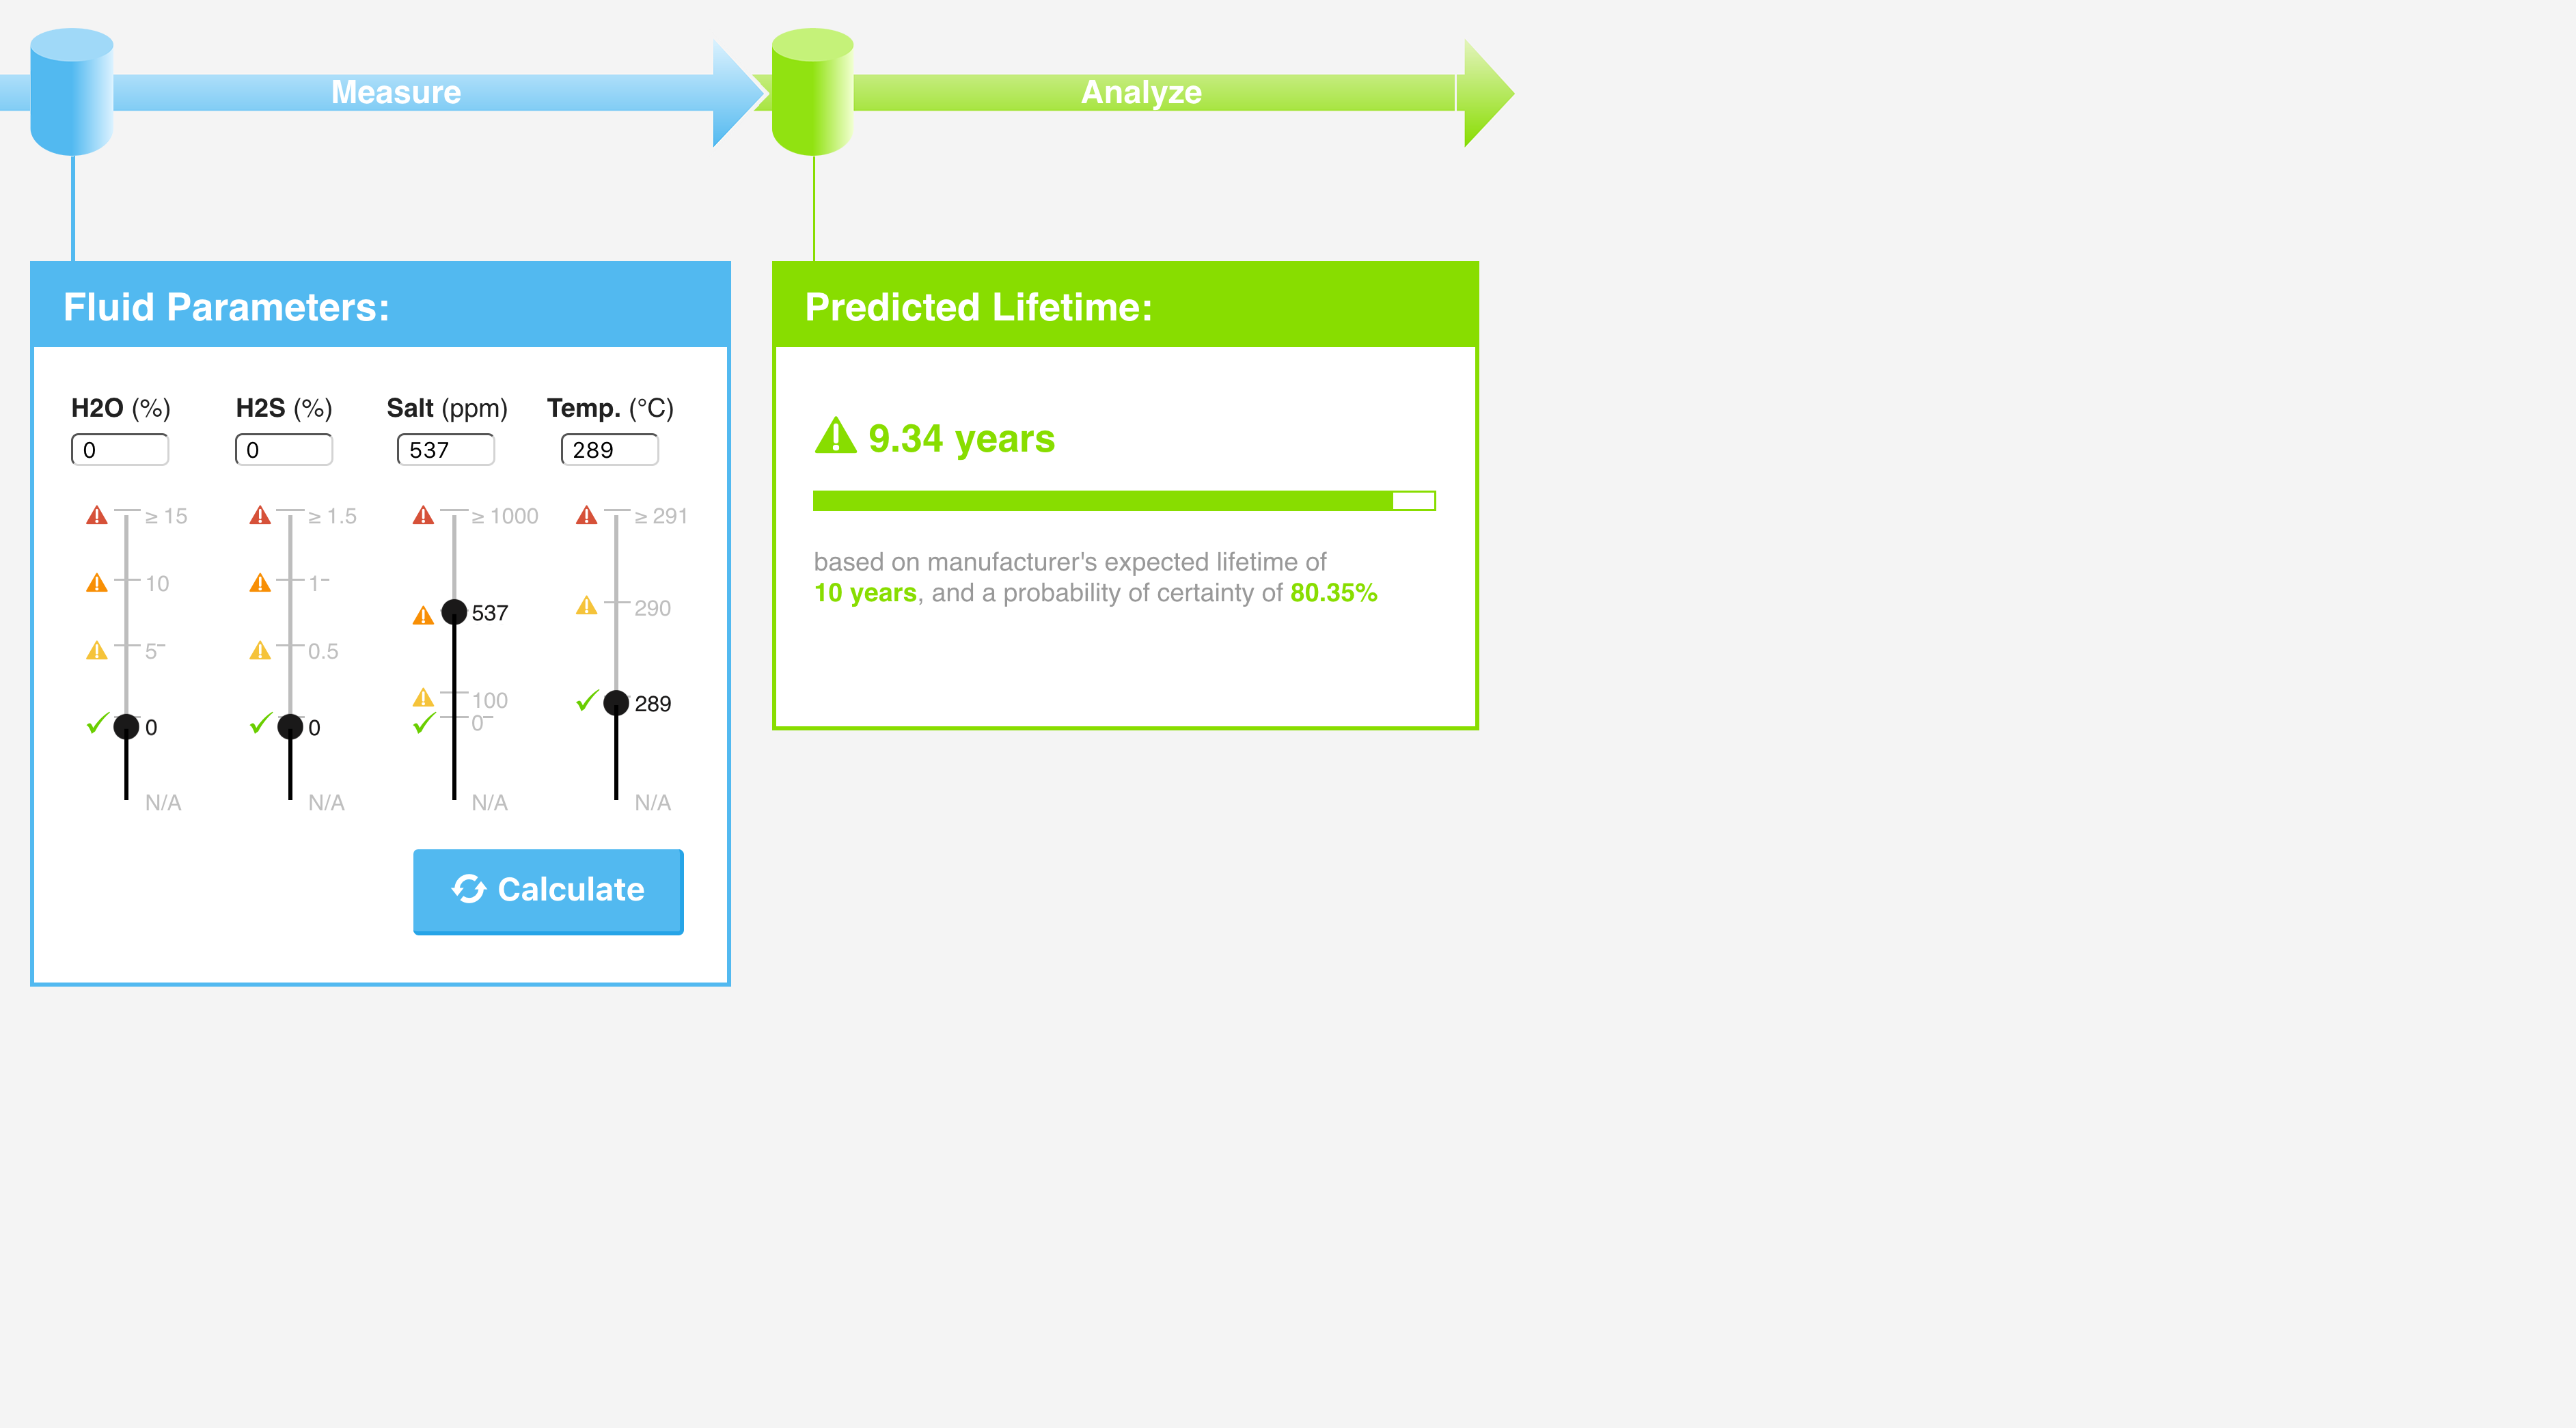 Measure
Analyze
Fluid Parameters:
Predicted Lifetime:
H2O (%) H2S (%) Salt (ppm) Temp. (°C)
0 0 537 289
≥ 15 ≥ 1.5 ≥ 1000 ≥ 291
10 1 290
537
5 0.5
100 289
0 0 0
N/A N/A N/A N/A
Calculate
9.34 years
based on manufacturer's expected lifetime of
10 years, and a probability of certainty of 80.35%